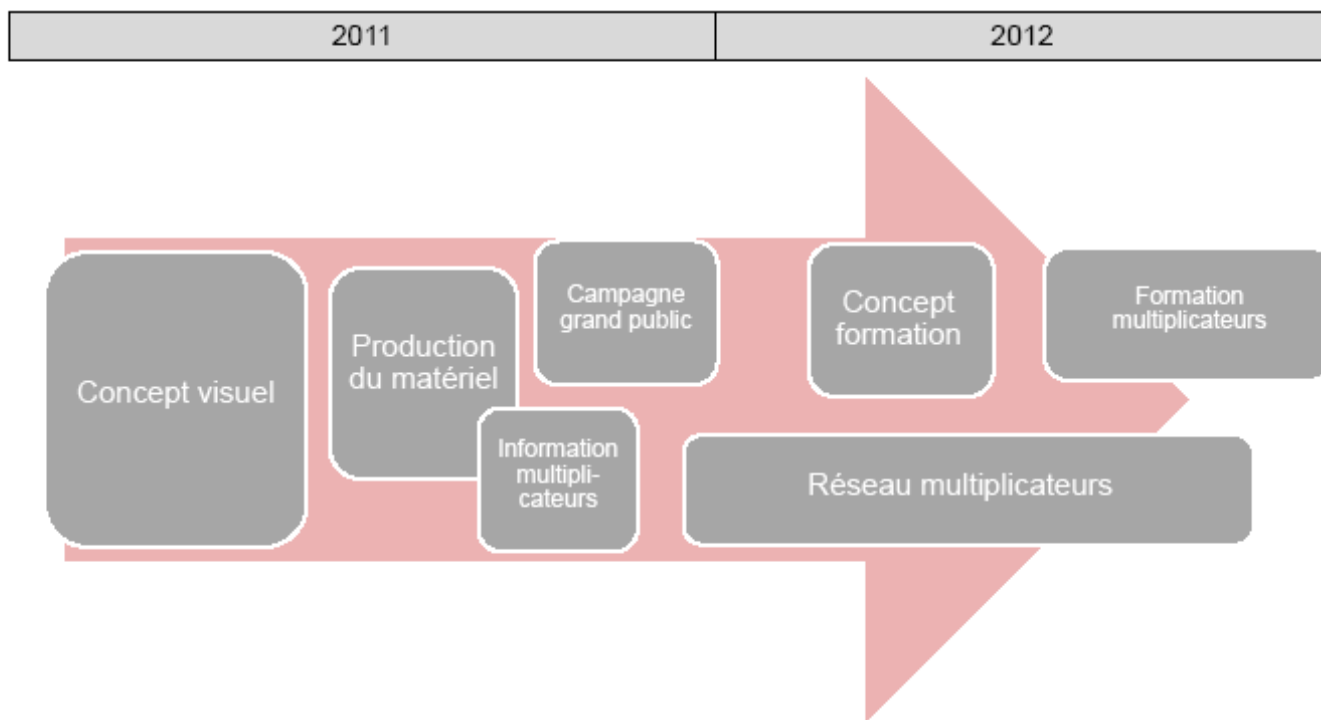 2011
2012
Concept visuel
Production
du matériel
Campagne
grand public
Information
multipli-
cateurs
Concept
formation
Formation
multiplicateurs
Réseau multiplicateurs